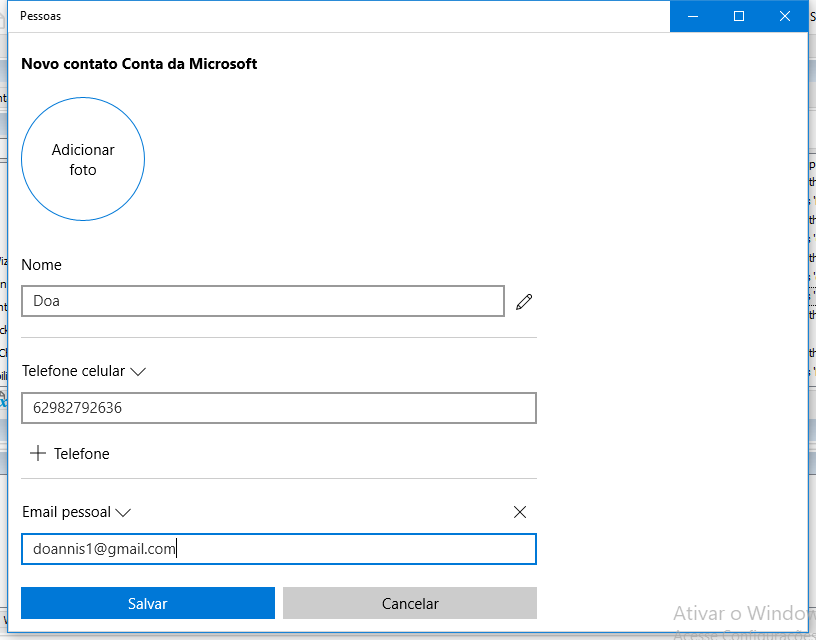 Pessoas
Novo contato Conta da Microsoft
Adicionar
foto
Nome
Doa
Telefone celular
62982792636
Telefone
Email pessoal
doannis1@gmail.com
Salvar
Cancelar
Ativar o Window
Acesse Configurações